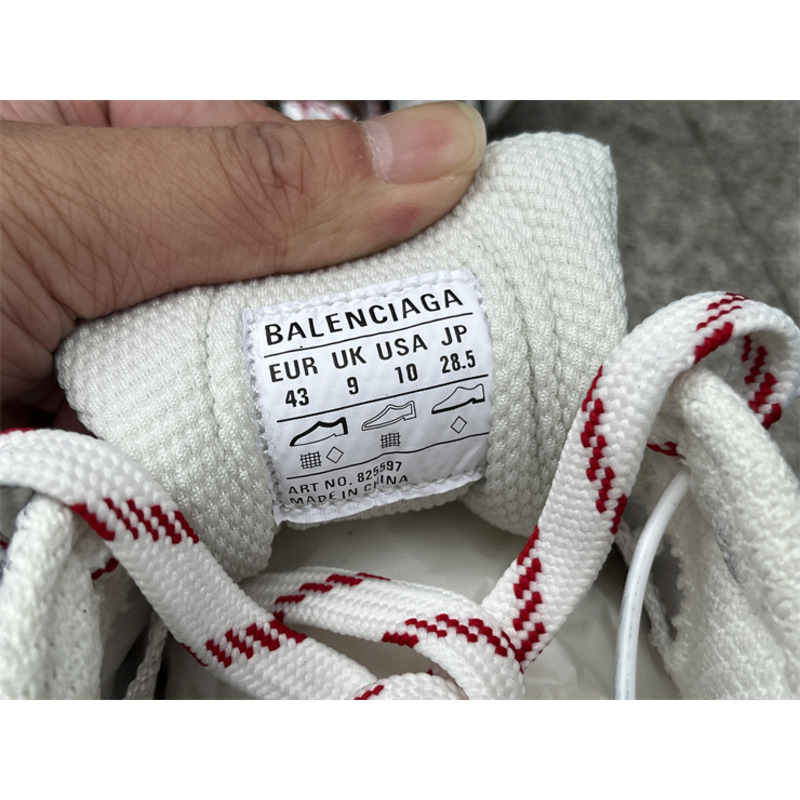 BALENCIAGA
EUR UK USA JP
43 9 10 28.5
ART NO. 825597
MADE IN CHINA